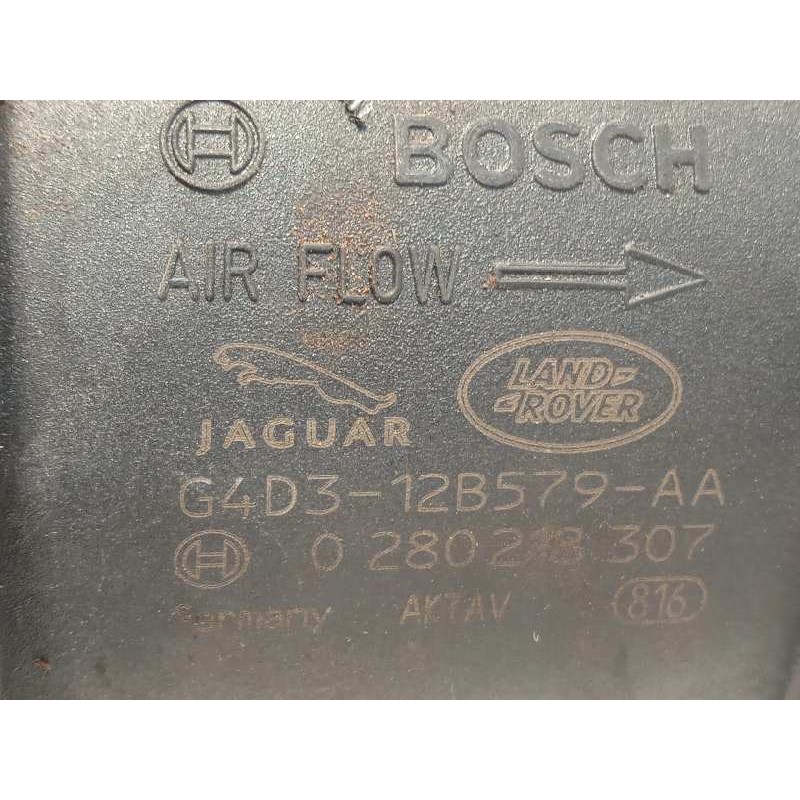 BOSCH
AIR FLOW
JAGUAR
LAND
ROVER
G4D3-12B579-AA
0 280 218 307
Germany AKTAV 816